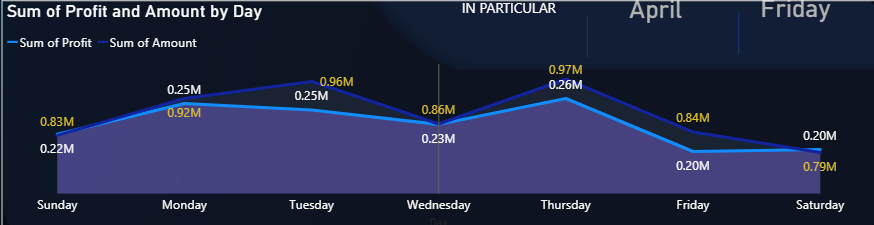 Sum of Profit and Amount by Day
IN PARTICULAR
April
Friday
Sum of Profit Sum of Amount
0.83M
0.22M
0.25M
0.92M
0.96M
0.25M
0.86M
0.23M
0.97M
0.26M
0.84M
0.20M
0.20M
0.79M
Sunday Monday Tuesday Wednesday Thursday Friday Saturday
Day